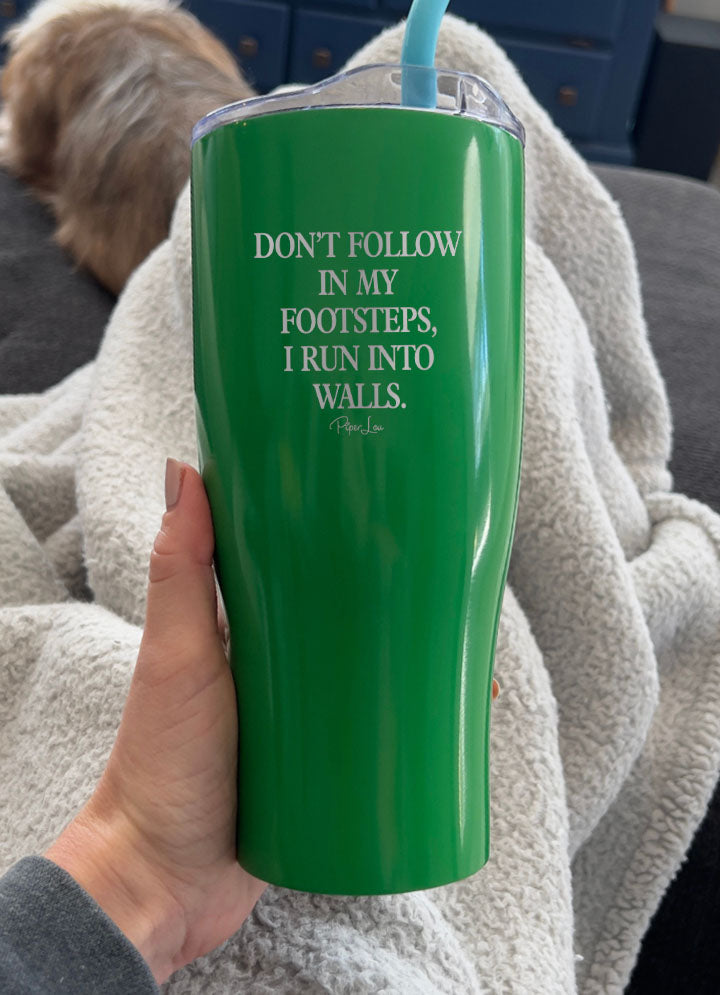 DON'T FOLLOW
IN MY
FOOTSTEPS,
I RUN INTO
WALLS.
Piper Lou